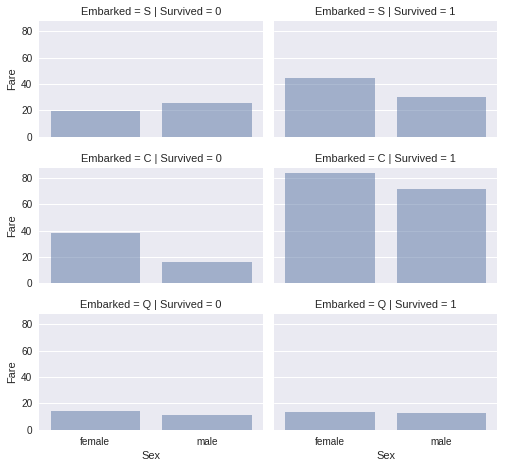 Embarked = S | Survived = 0
Embarked = S | Survived = 1
80
60
40
20
0
Fare
Embarked = C | Survived = 0
Embarked = C | Survived = 1
80
60
40
20
0
Fare
Embarked = Q | Survived = 0
Embarked = Q | Survived = 1
80
60
40
20
0
Fare
female male female male
Sex Sex